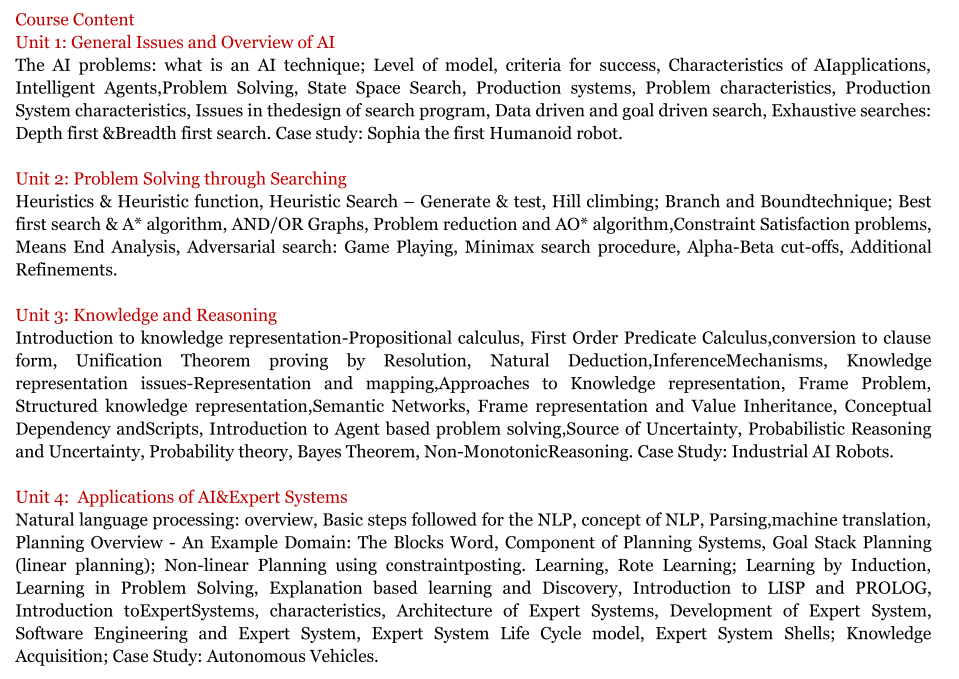 Course Content
Unit 1: General Issues and Overview of AI
The AI problems: what is an AI technique; Level of model, criteria for success, Characteristics of AIapplications,
Intelligent Agents,Problem Solving, State Space Search, Production systems, Problem characteristics, Production
System characteristics, Issues in thedesign of search program, Data driven and goal driven search, Exhaustive searches:
Depth first &Breadth first search. Case study: Sophia the first Humanoid robot.
Unit 2: Problem Solving through Searching
Heuristics & Heuristic function, Heuristic Search – Generate & test, Hill climbing; Branch and Boundtechnique; Best
first search & A* algorithm, AND/OR Graphs, Problem reduction and AO* algorithm,Constraint Satisfaction problems,
Means End Analysis, Adversarial search: Game Playing, Minimax search procedure, Alpha-Beta cut-offs, Additional
Refinements.
Unit 3: Knowledge and Reasoning
Introduction to knowledge representation-Propositional calculus, First Order Predicate Calculus,conversion to clause
form, Unification Theorem proving by Resolution, Natural Deduction,InferenceMechanisms, Knowledge
representation issues-Representation and mapping,Approaches to Knowledge representation, Frame Problem,
Structured knowledge representation,Semantic Networks, Frame representation and Value Inheritance, Conceptual
Dependency andScripts, Introduction to Agent based problem solving,Source of Uncertainty, Probabilistic Reasoning
and Uncertainty, Probability theory, Bayes Theorem, Non-MonotonicReasoning. Case Study: Industrial AI Robots.
Unit 4: Applications of AI&Expert Systems
Natural language processing: overview, Basic steps followed for the NLP, concept of NLP, Parsing,machine translation,
Planning Overview - An Example Domain: The Blocks Word, Component of Planning Systems, Goal Stack Planning
(linear planning); Non-linear Planning using constraintposting. Learning, Rote Learning; Learning by Induction,
Learning in Problem Solving, Explanation based learning and Discovery, Introduction to LISP and PROLOG,
Introduction toExpertSystems, characteristics, Architecture of Expert Systems, Development of Expert System,
Software Engineering and Expert System, Expert System Life Cycle model, Expert System Shells; Knowledge
Acquisition; Case Study: Autonomous Vehicles.